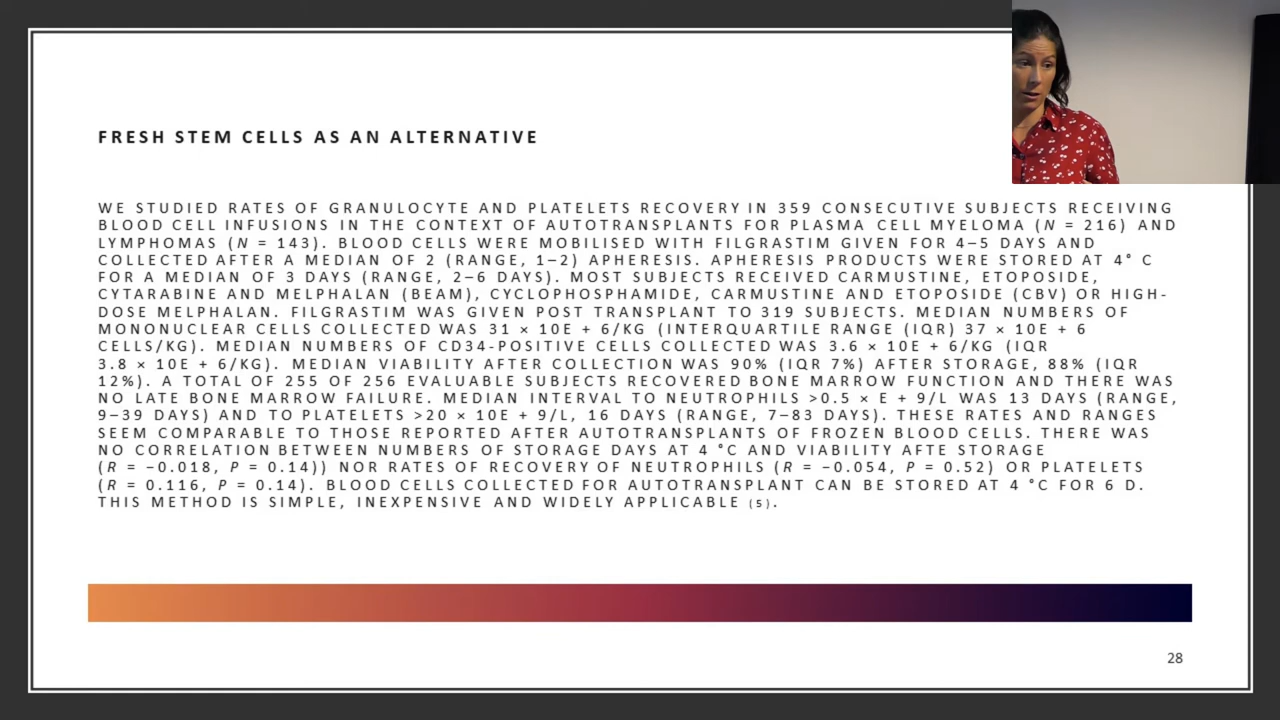 FRESH STEM CELLS AS AN ALTERNATIVE
WE STUDIED RATES OF GRANULOCYTE AND PLATELETS RECOVERY IN 359 CONSECUTIVE SUBJECTS RECEIVING
BLOOD CELL INFUSIONS IN THE CONTEXT OF AUTOTRANSPLANTS FOR PLASMA CELL MYELOMA (N = 216) AND
LYMPHOMAS (N = 143). BLOOD CELLS WERE MOBILISED WITH FILGRASTIM GIVEN FOR 4–5 DAYS AND
COLLECTED AFTER A MEDIAN OF 2 (RANGE, 1–2) APHERESIS. APHERESIS PRODUCTS WERE STORED AT 4° C
FOR A MEDIAN OF 3 DAYS (RANGE, 2–6 DAYS). MOST SUBJECTS RECEIVED CARMUSTINE, ETOPOSIDE,
CYTARABINE AND MELPHALAN (BEAM), CYCLOPHOSPHAMIDE, CARMUSTINE AND ETOPOSIDE (CBV) OR HIGH-
DOSE MELPHALAN. FILGRASTIM WAS GIVEN POST TRANSPLANT TO 319 SUBJECTS. MEDIAN NUMBERS OF
MONONUCLEAR CELLS COLLECTED WAS 31 × 10E + 6/KG (INTERQUARTILE RANGE (IQR) 37 × 10E + 6
CELLS/KG). MEDIAN NUMBERS OF CD34-POSITIVE CELLS COLLECTED WAS 3.6 × 10E + 6/KG (IQR
3.8 × 10E + 6/KG). MEDIAN VIABILITY AFTER COLLECTION WAS 90% (IQR 7%) AFTER STORAGE, 88% (IQR
12%). A TOTAL OF 255 OF 256 EVALUABLE SUBJECTS RECOVERED BONE MARROW FUNCTION AND THERE WAS
NO LATE BONE MARROW FAILURE. MEDIAN INTERVAL TO NEUTROPHILS >0.5 × E + 9/L WAS 13 DAYS (RANGE,
9–39 DAYS) AND TO PLATELETS >20 × 10E + 9/L, 16 DAYS (RANGE, 7–83 DAYS). THESE RATES AND RANGES
SEEM COMPARABLE TO THOSE REPORTED AFTER AUTOTRANSPLANTS OF FROZEN BLOOD CELLS. THERE WAS
NO CORRELATION BETWEEN NUMBERS OF STORAGE DAYS AT 4 °C AND VIABILITY AFTE STORAGE
(R = −0.018, P = 0.14)) NOR RATES OF RECOVERY OF NEUTROPHILS (R = −0.054, P = 0.52) OR PLATELETS
(R = 0.116, P = 0.14). BLOOD CELLS COLLECTED FOR AUTOTRANSPLANT CAN BE STORED AT 4 °C FOR 6 D.
THIS METHOD IS SIMPLE, INEXPENSIVE AND WIDELY APPLICABLE (5).
28